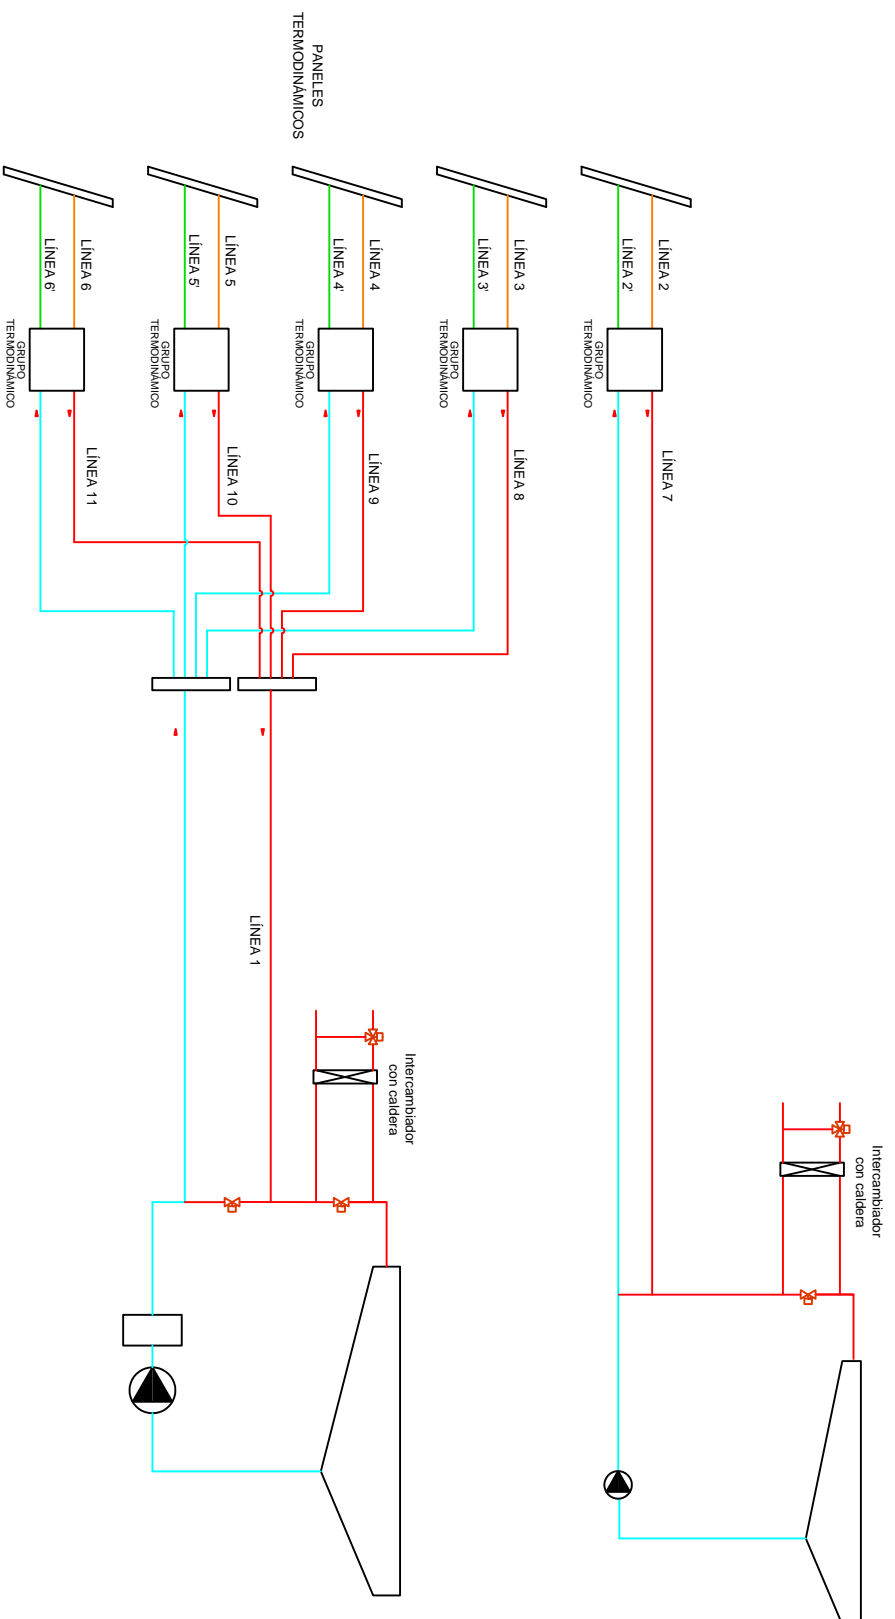 PANELES
TERMODINÁMICOS
LÍNEA 6
LÍNEA 6'
LÍNEA 5
LÍNEA 5'
LÍNEA 4
LÍNEA 4'
LÍNEA 3
LÍNEA 3'
LÍNEA 2
LÍNEA 2'
GRUPO
TERMODINÁMICO
GRUPO
TERMODINÁMICO
GRUPO
TERMODINÁMICO
GRUPO
TERMODINÁMICO
GRUPO
TERMODINÁMICO
LÍNEA 11
LÍNEA 10
LÍNEA 9
LÍNEA 8
LÍNEA 7
LÍNEA 1
Intercambiador
con caldera
Intercambiador
con caldera